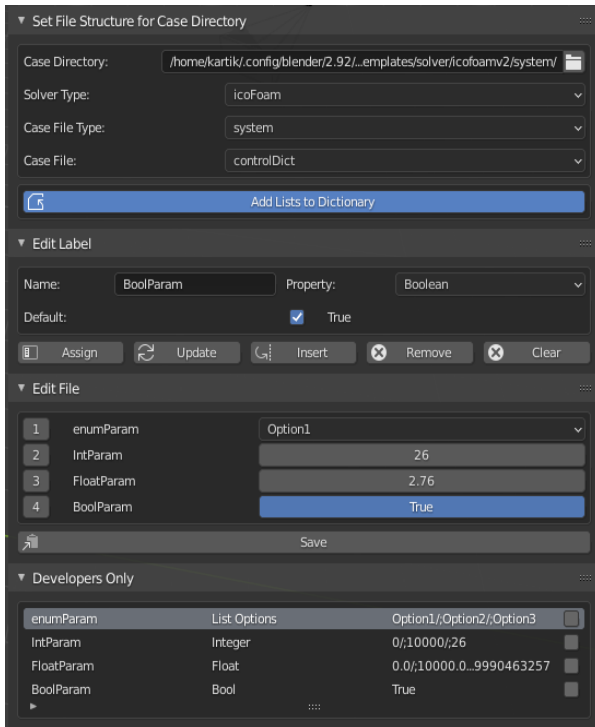 Set File Structure for Case Directory
Case Directory: /home/kartik/.config/blender/2.92/...emplates/solver/icofoamv2/system/
Solver Type: icoFoam
Case File Type: system
Case File: controlDict
Add Lists to Dictionary
Edit Label
Name: BoolParam Property: Boolean
Default: True
Assign Update Insert Remove Clear
Edit File
1 enumParam Option1
2 IntParam 26
3 FloatParam 2.76
4 BoolParam True
Save
Developers Only
enumParam List Options Option1/;Option2/;Option3
IntParam Integer 0/;10000/;26
FloatParam Float 0.0/;10000.0...9990463257
BoolParam Bool True